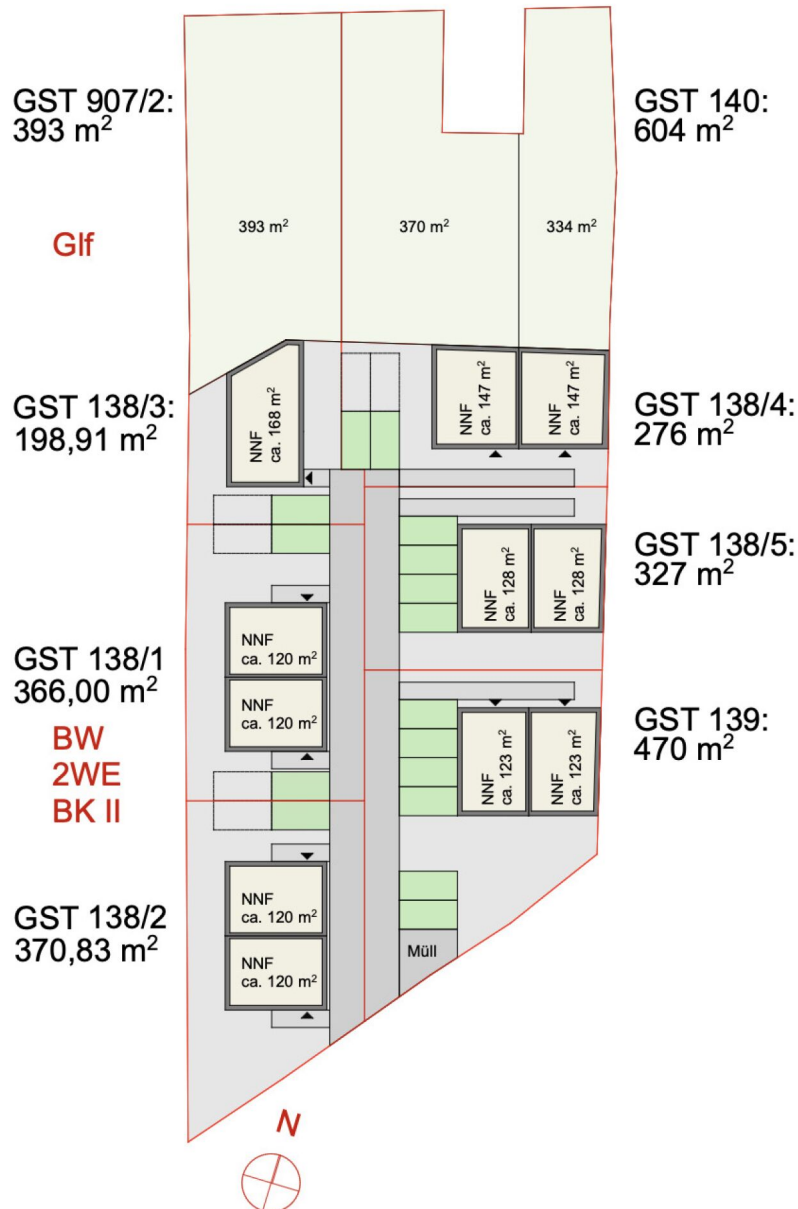 GST 907/2:
393 m²
GST 140:
604 m²
Glf
393 m²
370 m²
334 m²
GST 138/3:
198,91 m²
NNF
ca. 168 m²
NNF
ca. 147 m²
NNF
ca. 147 m²
GST 138/4:
276 m²
NNF
ca. 128 m²
NNF
ca. 128 m²
GST 138/5:
327 m²
GST 138/1
366,00 m²
NNF
ca. 120 m²
NNF
ca. 120 m²
BW
2WE
BK II
NNF
ca. 123 m²
NNF
ca. 123 m²
GST 139:
470 m²
GST 138/2
370,83 m²
NNF
ca. 120 m²
NNF
ca. 120 m²
Müll
N